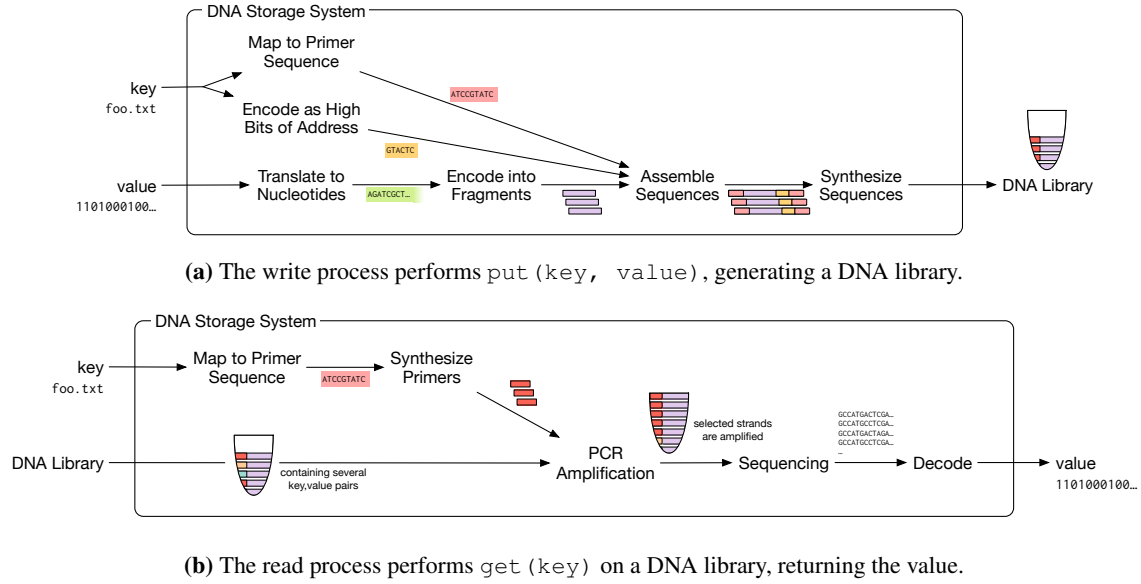 DNA Storage System
Map to Primer
Sequence
key
foo.txt
ATCCGTATC
Encode as High
Bits of Address
GTACTC
value
1101000100…
Translate to
Nucleotides
AGATCGCT…
Encode into
Fragments
Assemble
Sequences
Synthesize
Sequences
DNA Library
(a) The write process performs put(key, value), generating a DNA library.
DNA Storage System
key
foo.txt
Map to Primer
Sequence
ATCCGTATC
Synthesize
Primers
DNA Library
containing several
key,value pairs
PCR
Amplification
selected strands
are amplified
Sequencing
GCCATGACTCGA…
GCCATGCCTCGA…
GCCATGACTAGA…
GCCATGCCTCGA…
…
Decode
value
1101000100…
(b) The read process performs get(key) on a DNA library, returning the value.